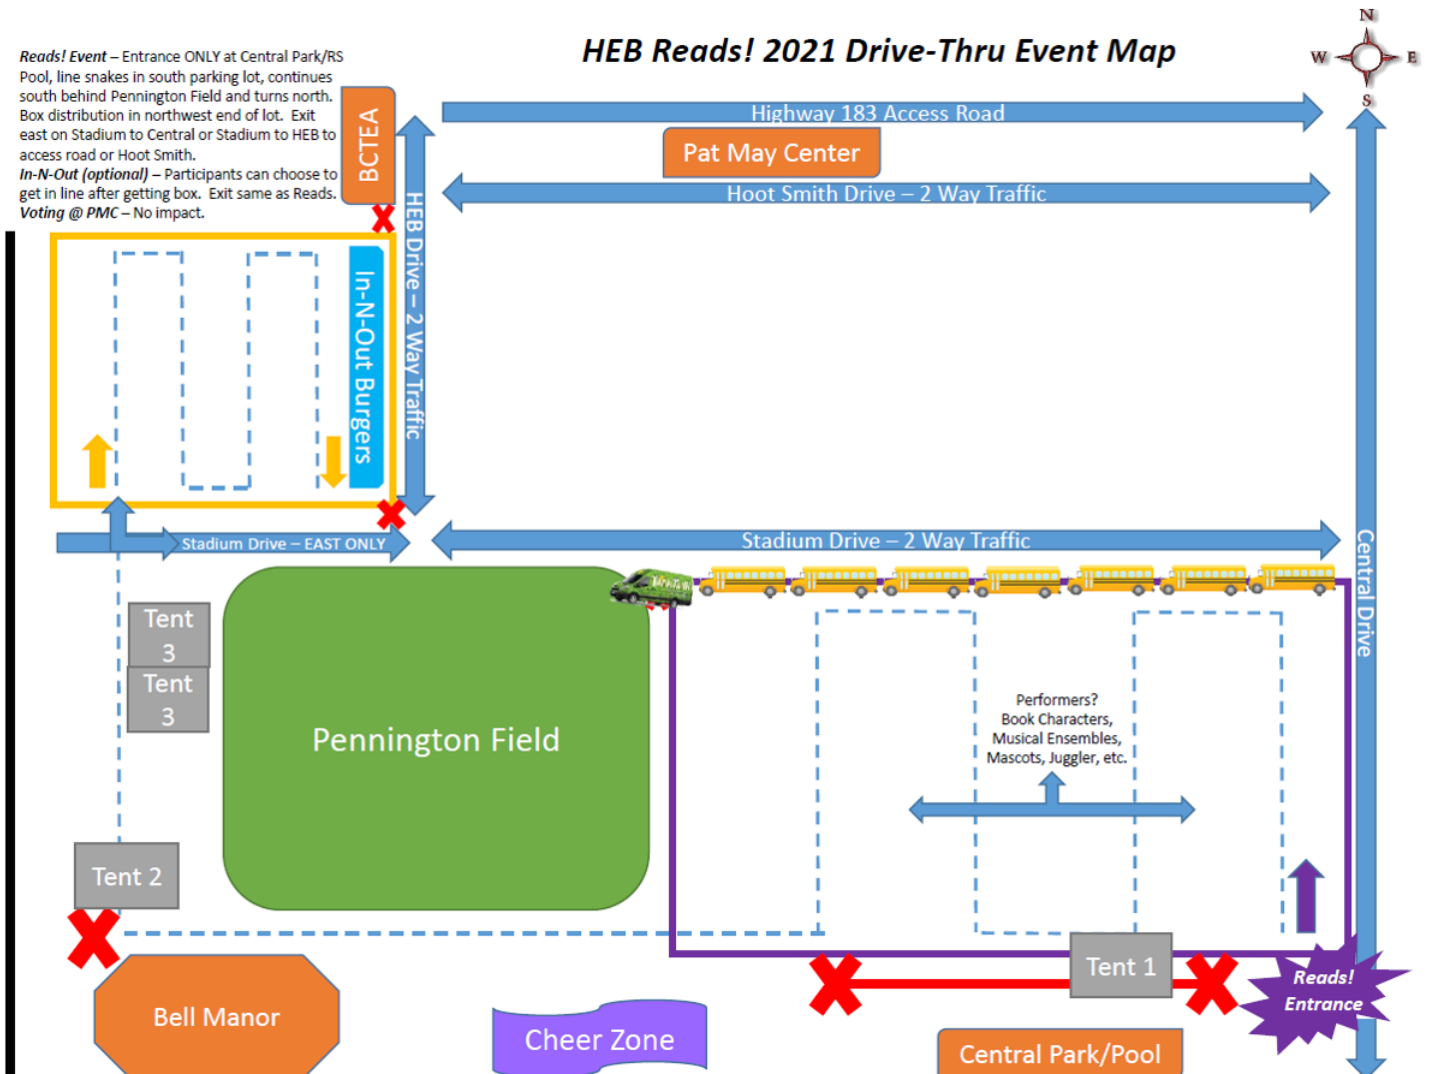 HEB Reads! 2021 Drive-Thru Event Map
N
W
E
S
Reads! Event – Entrance ONLY at Central Park/RS
Pool, line snakes in south parking lot, continues
south behind Pennington Field and turns north.
Box distribution in northwest end of lot. Exit
east on Stadium to Central or Stadium to HEB to
access road or Hoot Smith.
In-N-Out (optional) – Participants can choose to
get in line after getting box. Exit same as Reads.
Voting @ PMC – No impact.
BCTEA
Highway 183 Access Road
Pat May Center
Hoot Smith Drive – 2 Way Traffic
HEB Drive – 2 Way Traffic
In-N-Out Burgers
Stadium Drive – EAST ONLY
Stadium Drive – 2 Way Traffic
Central Drive
Tent
3
Tent
3
Pennington Field
Performers?
Book Characters,
Musical Ensembles,
Mascots, Juggler, etc.
Tent 2
Tent 1
Reads!
Entrance
Bell Manor
Cheer Zone
Central Park/Pool